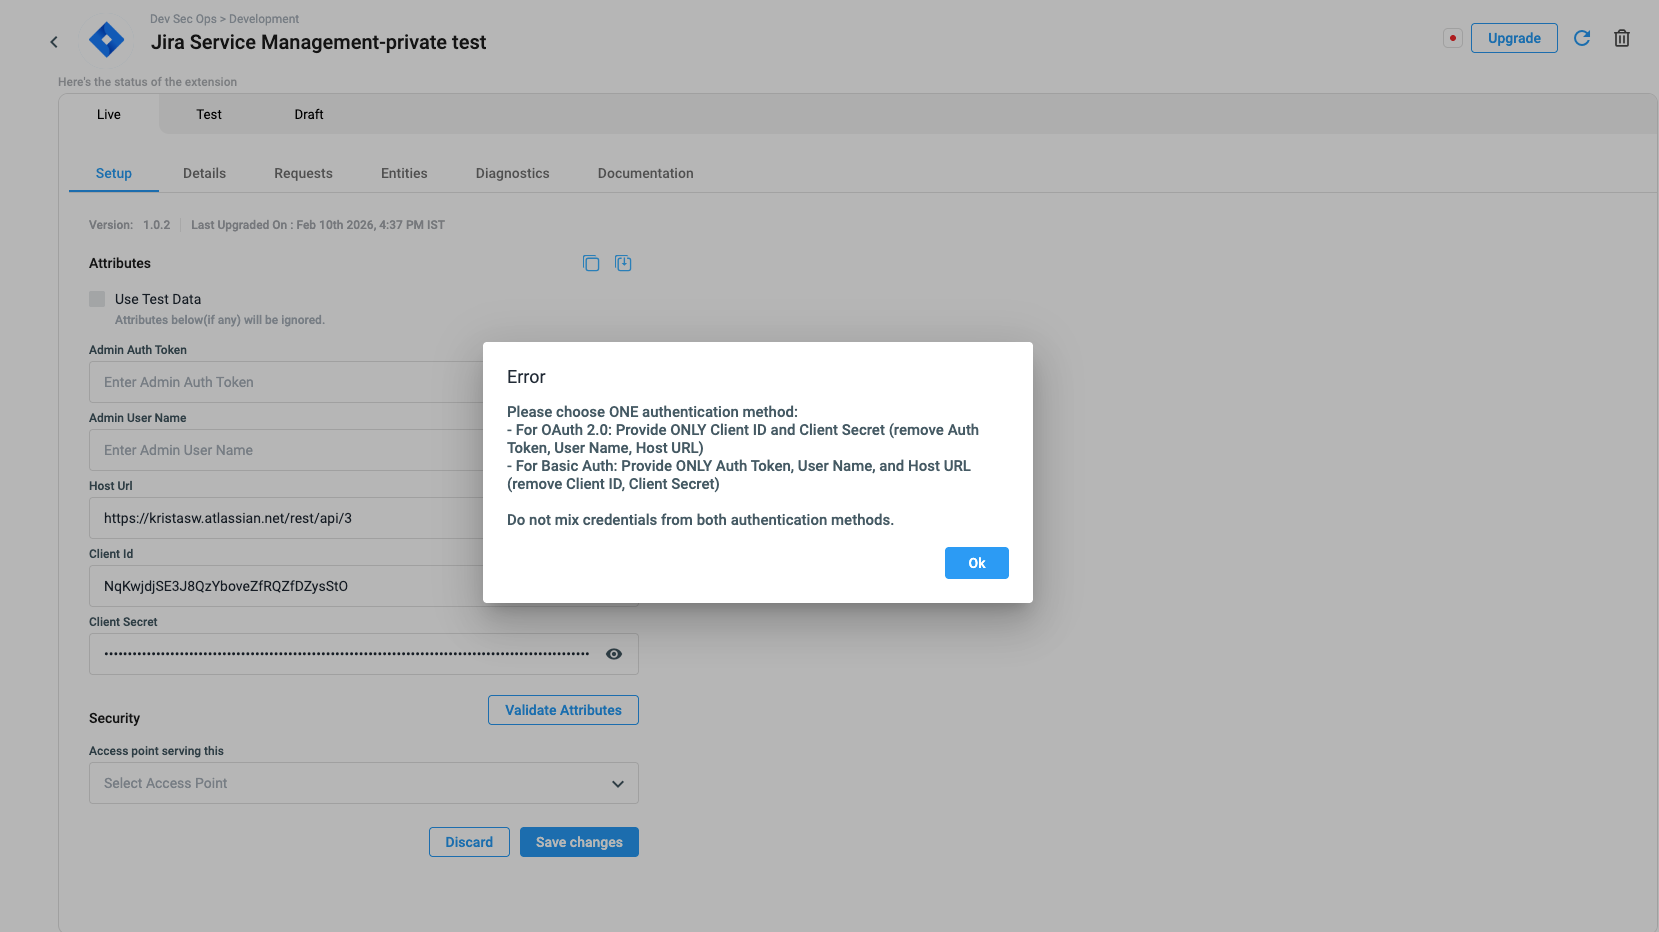 Dev Sec Ops > Development
Jira Service Management-private test
Upgrade
Here's the status of the extension
Live Test Draft
Setup Details Requests Entities Diagnostics Documentation
Version: 1.0.2 Last Upgraded On : Feb 10th 2026, 4:37 PM IST
Attributes
Use Test Data
Attributes below(if any) will be ignored.
Admin Auth Token
Enter Admin Auth Token
Admin User Name
Enter Admin User Name
Host Url
https://kristasw.atlassian.net/rest/api/3
Client Id
NqKwjdjSE3J8QzYboveZfRQZfDZysStO
Client Secret
Validate Attributes
Security
Access point serving this
Select Access Point
Discard Save changes
Error
Please choose ONE authentication method:
- For OAuth 2.0: Provide ONLY Client ID and Client Secret (remove Auth
Token, User Name, Host URL)
- For Basic Auth: Provide ONLY Auth Token, User Name, and Host URL
(remove Client ID, Client Secret)
Do not mix credentials from both authentication methods.
Ok